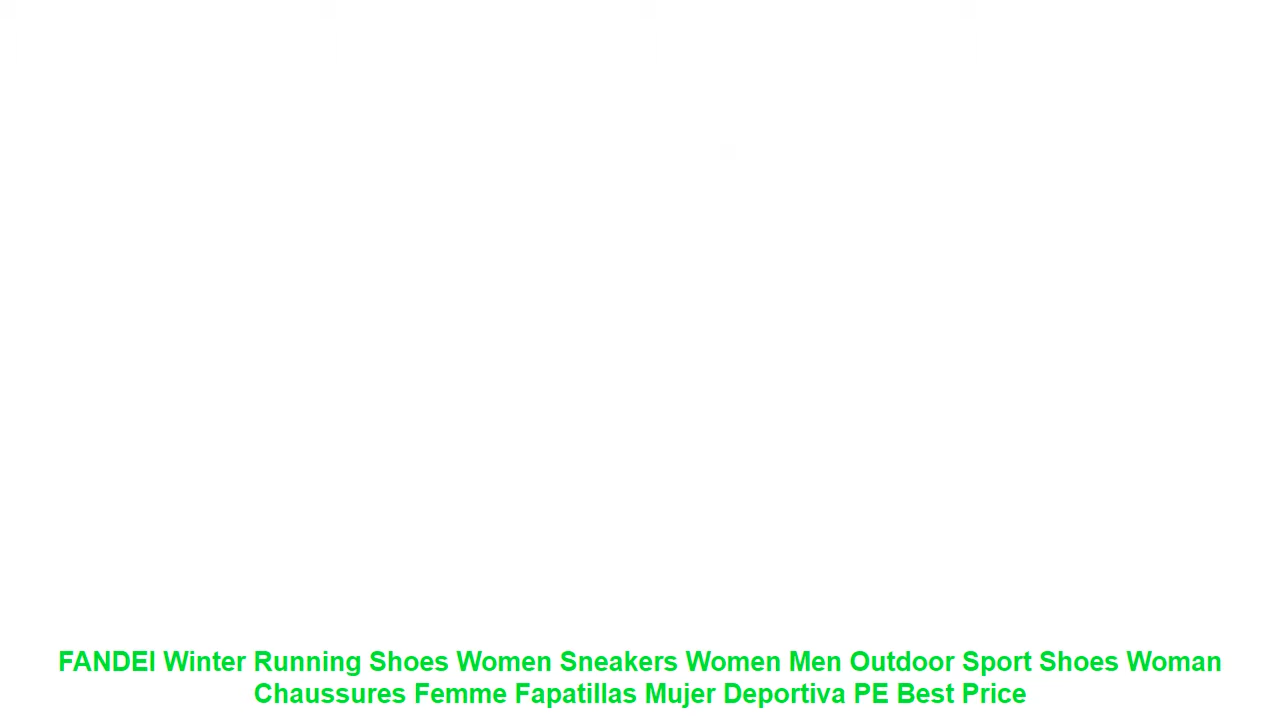 FANDEI Winter Running Shoes Women Sneakers Women Men Outdoor Sport Shoes Woman
Chaussures Femme Fapatillas Mujer Deportiva PE Best Price